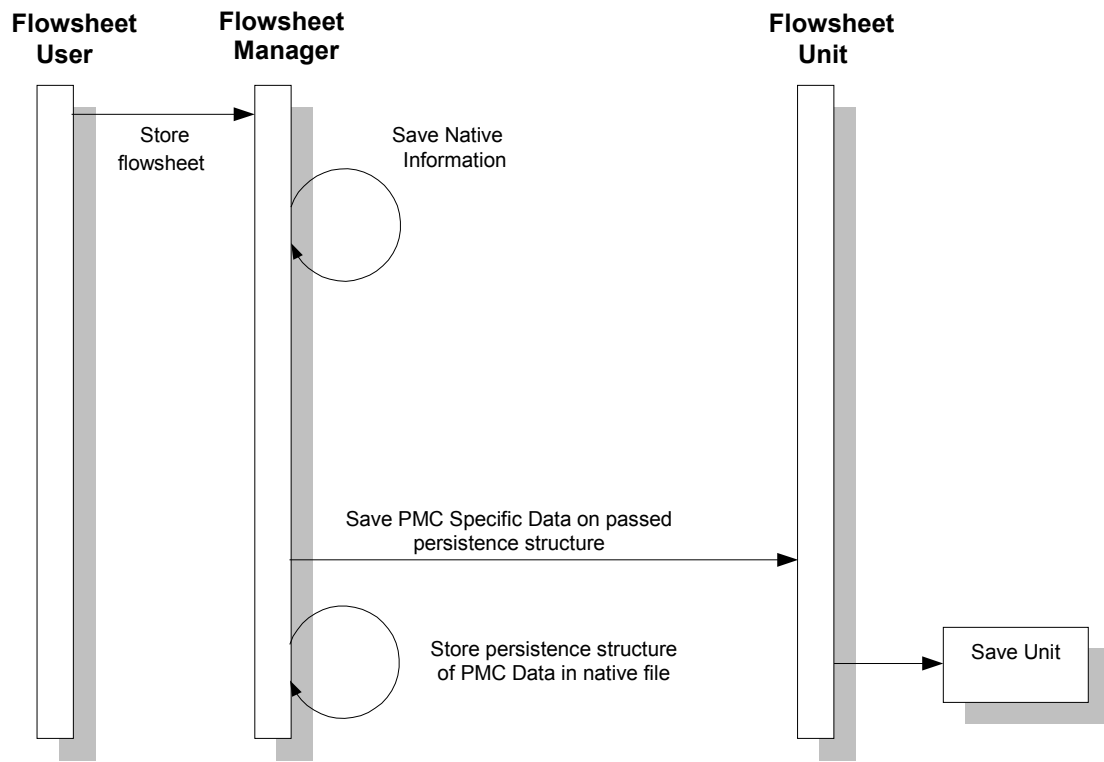 Flowsheet
User
Flowsheet
Manager
Flowsheet
Unit
Store
flowsheet
Save Native
Information
Save PMC Specific Data on passed
persistence structure
Store persistence structure
of PMC Data in native file
Save Unit